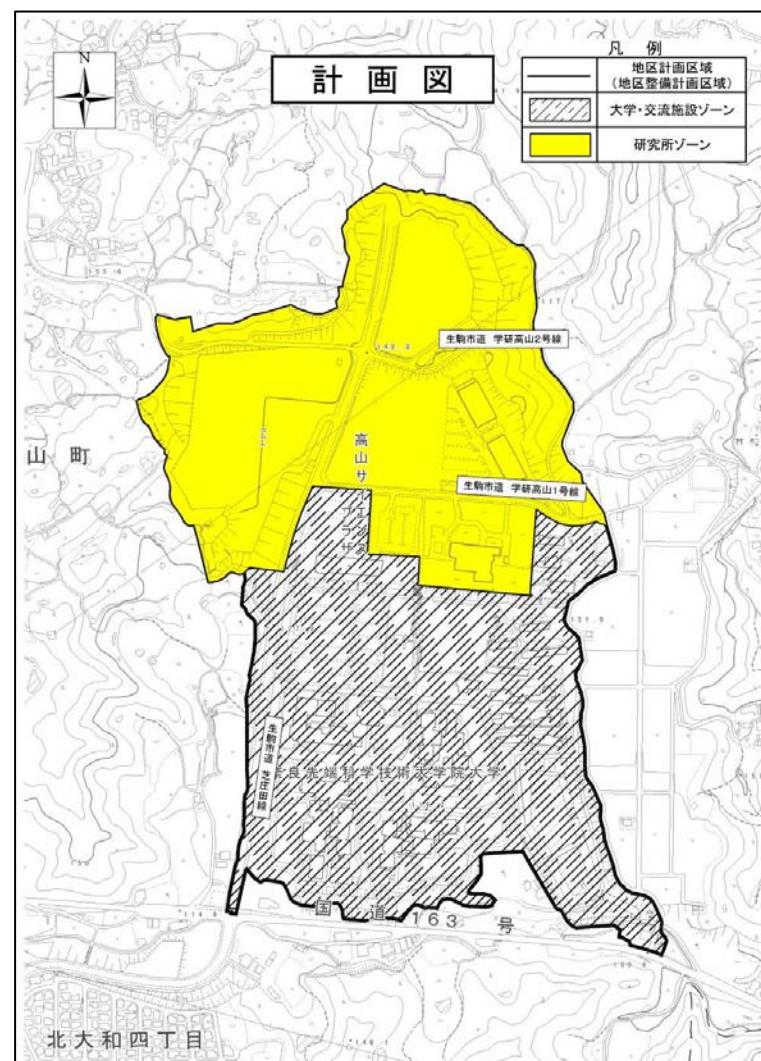 計画図
N
凡 例
地区計画区域
(地区整備計画区域)
大学・交流施設ゾーン
研究所ゾーン
生駒市道 学研高山2号線
山町
高山サイエンス
プラザ
生駒市道 学研高山1号線
生駒市道 芝庄田線
奈良先端科学技術大学院大学
国道163号
北大和四丁目